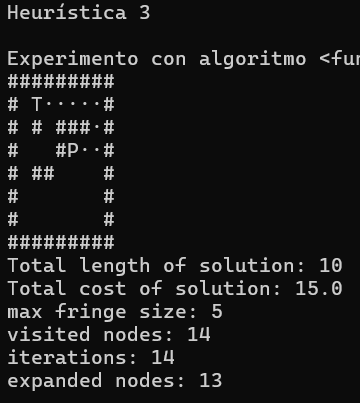 Heurística 3
Experimento con algoritmo <fun
#########
# T·····#
# # ###·#
#   #P··#
# ##    #
#       #
#       #
#########
Total length of solution: 10
Total cost of solution: 15.0
max fringe size: 5
visited nodes: 14
iterations: 14
expanded nodes: 13